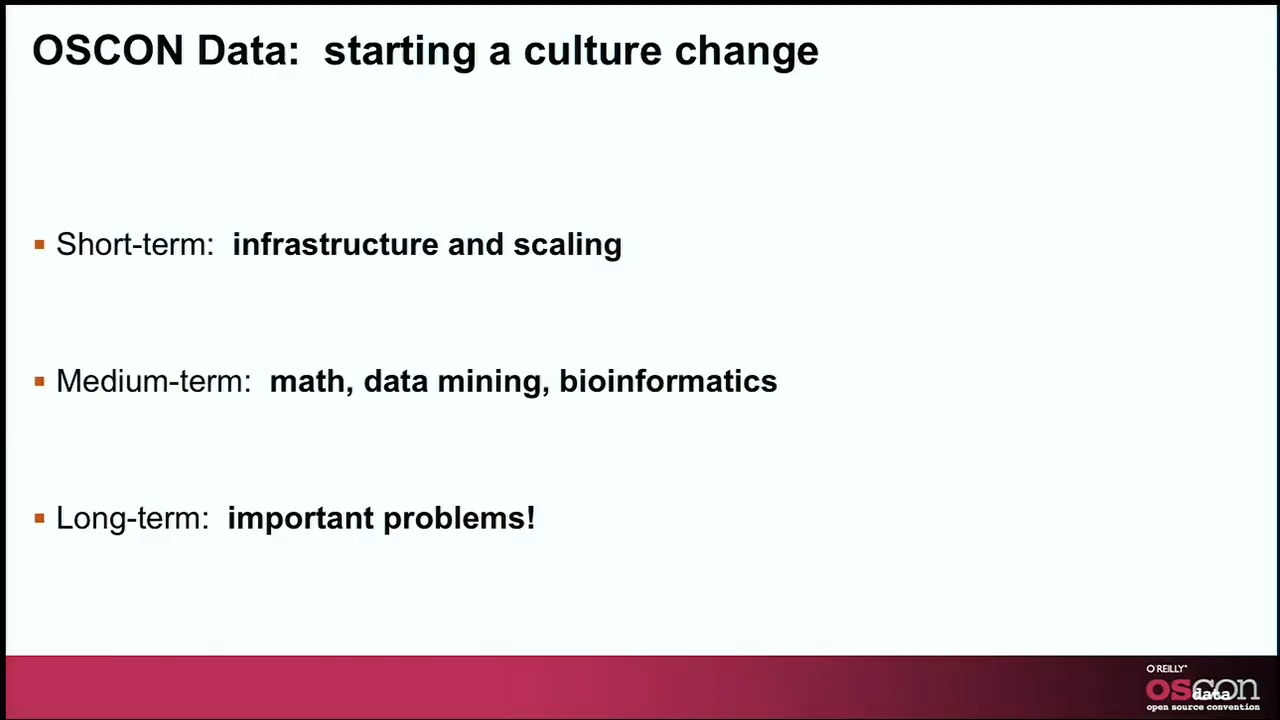 OSCON Data: starting a culture change
Short-term: infrastructure and scaling
Medium-term: math, data mining, bioinformatics
Long-term: important problems!
O'REILLY
oscon
data
open source convention